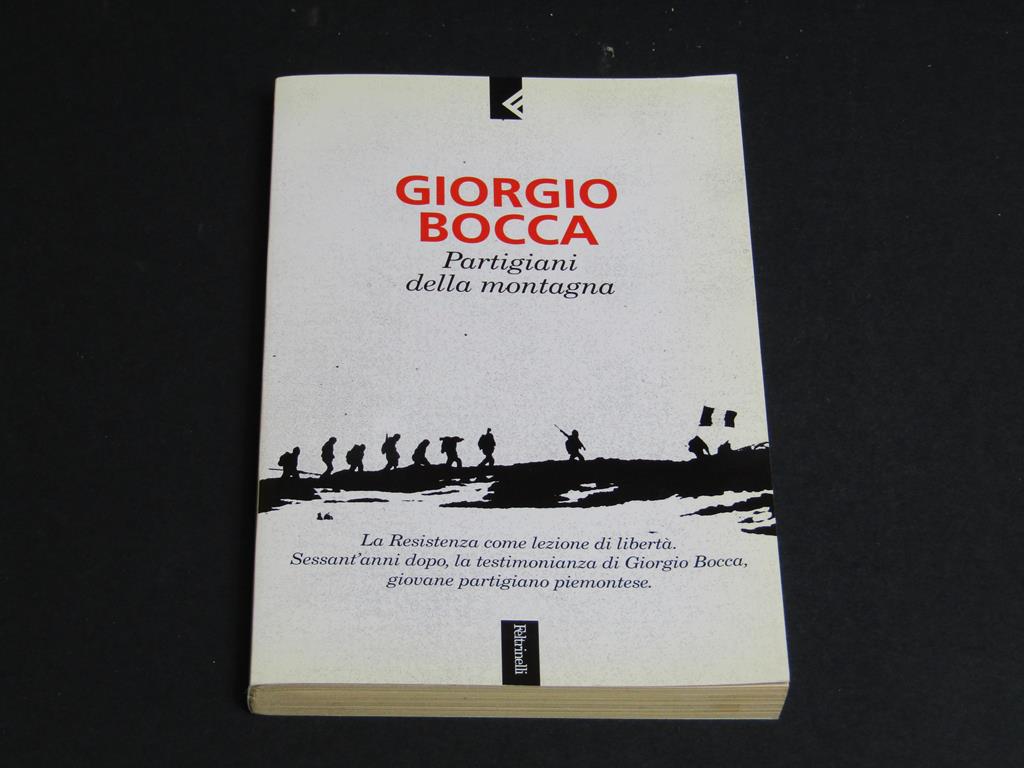 GIORGIO
BOCCA
Partigiani
della montagna
La Resistenza come lezione di libertà.
Sessant'anni dopo, la testimonianza di Giorgio Bocca,
giovane partigiano piemontese.
Feltrinelli